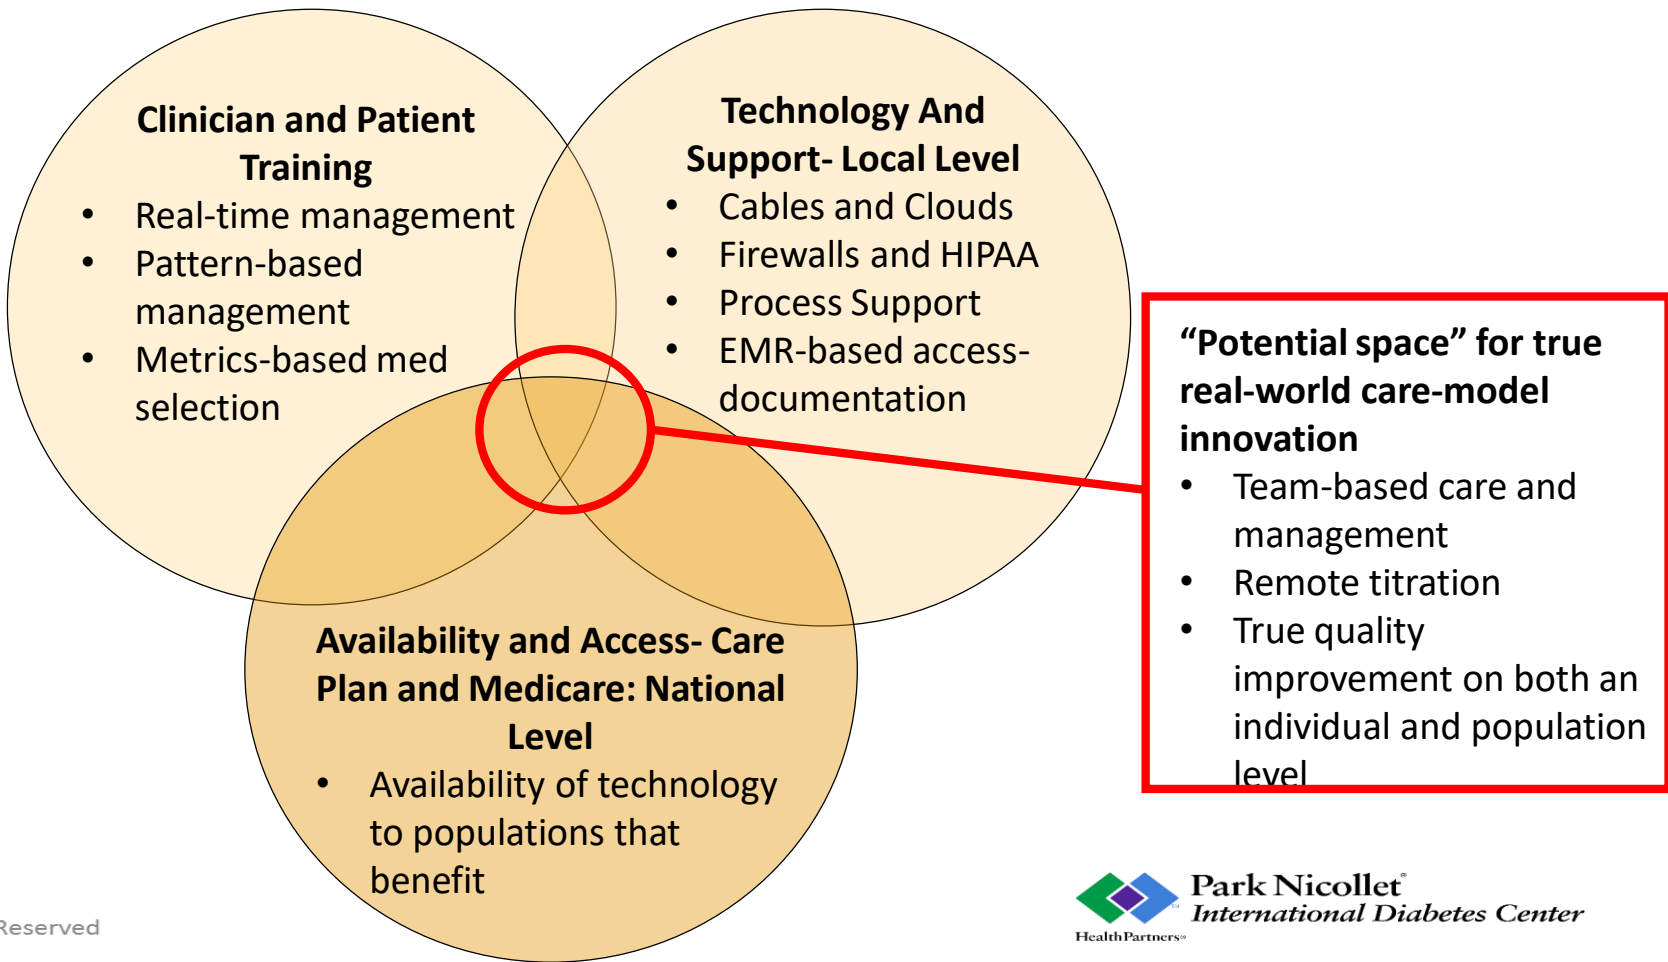 Clinician and Patient
Training
• Real-time management
• Pattern-based
management
• Metrics-based med
selection
Technology And
Support- Local Level
• Cables and Clouds
• Firewalls and HIPAA
• Process Support
• EMR-based access-
documentation
Availability and Access- Care
Plan and Medicare: National
Level
• Availability of technology
to populations that
benefit
“Potential space” for true
real-world care-model
innovation
• Team-based care and
management
• Remote titration
• True quality
improvement on both an
individual and population
level
Reserved
Park Nicollet®
International Diabetes Center
HealthPartners℠